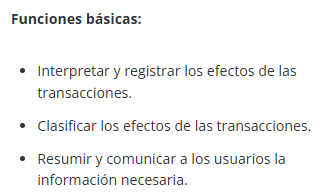 Funciones básicas:
• Interpretar y registrar los efectos de las
transacciones.
• Clasificar los efectos de las transacciones.
• Resumir y comunicar a los usuarios la
información necesaria.